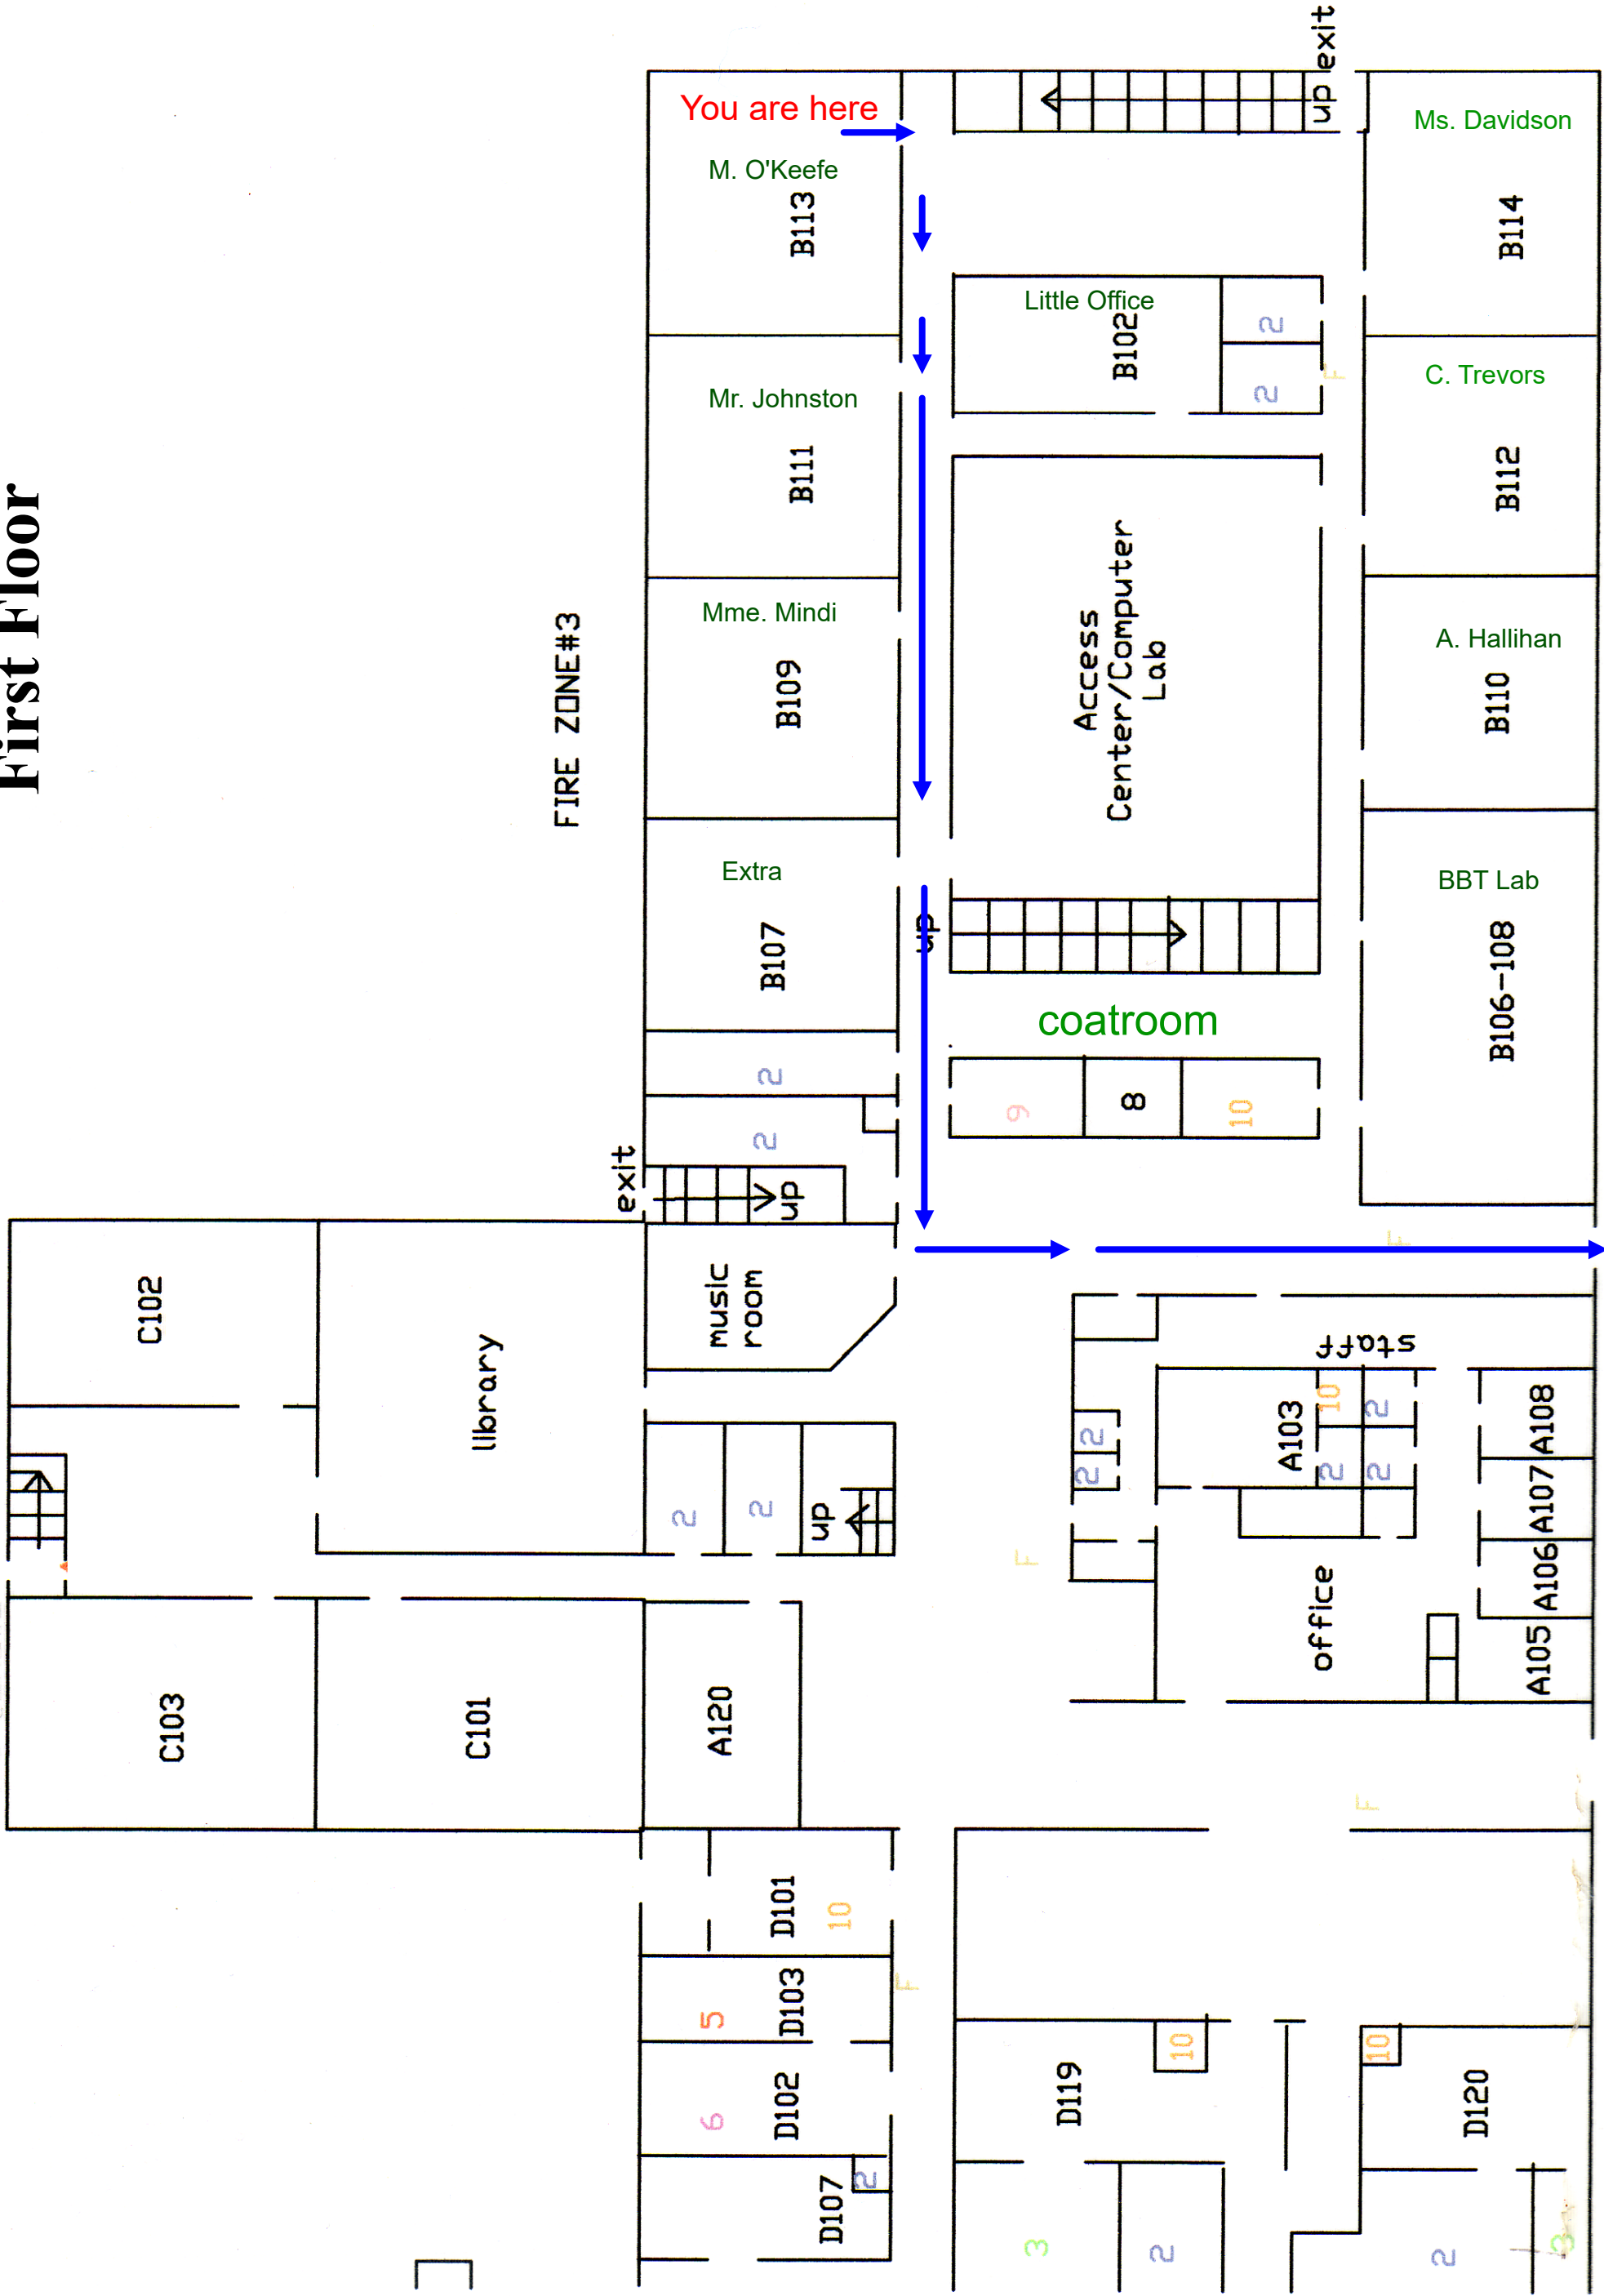 First Floor
exit
You are here
up
Ms. Davidson
M. O'Keefe
B113
B114
Little Office
B102
2
2
F
Mr. Johnston
B111
C. Trevors
B112
FIRE ZONE#3
Mme. Mindi
B109
Access
Center/Computer
Lab
A. Hallihan
B110
Extra
B107
up
BBT Lab
B106-108
coatroom
2
9
8
10
2
exit
up
F
C102
library
music
room
staff
A103
10
2
2
2
A108
A107
A106
A105
2
2
2
2
up
F
office
C103
C101
A120
F
D101
10
F
5
D103
6
D102
D107
2
D119
10
10
D120
3
2
2
3